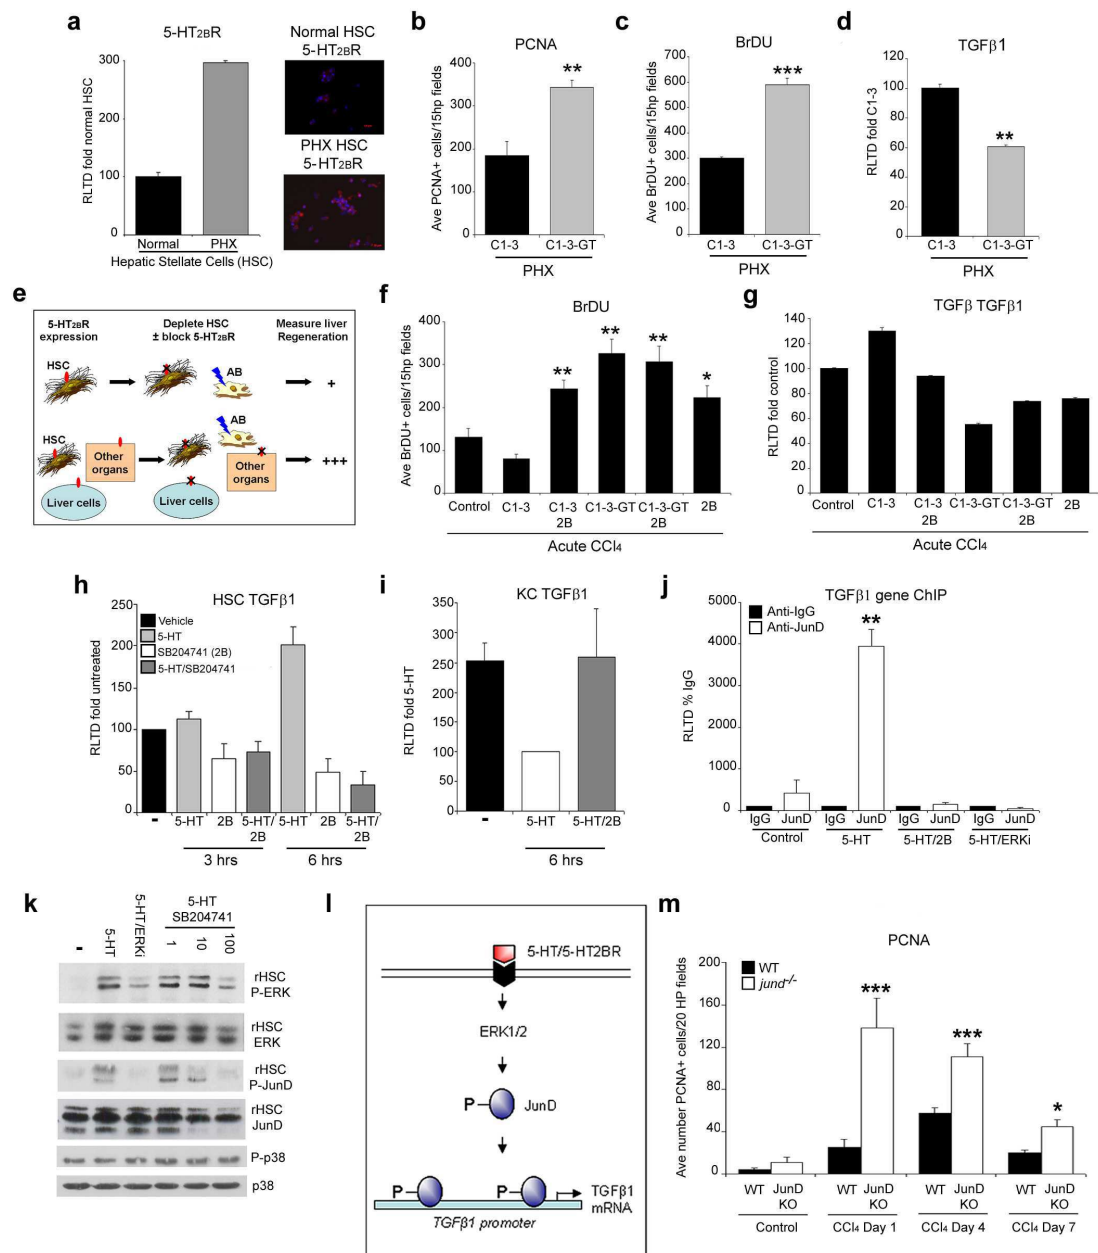 a
5-HT2BR
RLTD fold normal HSC
300
200
100
0
Normal PHX
Hepatic Stellate Cells (HSC)
Normal HSC
5-HT2BR
PHX HSC
5-HT2BR
b
PCNA
Ave PCNA+ cells/15hp fields
400
300
200
100
0
**
C1-3 C1-3-GT
PHX
c
BrDU
Ave BrDU+ cells/15hp fields
700
600
500
400
300
200
100
0
***
C1-3 C1-3-GT
PHX
d
TGFβ1
RLTD fold C1-3
120
100
80
60
40
20
0
**
C1-3 C1-3-GT
PHX
e
5-HT2BR
expression
Deplete HSC
± block 5-HT2BR
Measure liver
Regeneration
HSC
AB
+
HSC
Other
organs
Liver cells
AB
Other
organs
Liver cells
+++
f
BrDU
Ave BrDU+ cells/15hp fields
400
300
200
100
0
** ** ** *
Control C1-3 C1-3 2B C1-3-GT C1-3-GT 2B 2B
Acute CCl4
g
TGFβ TGFβ1
RLTD fold control
140
120
100
80
60
40
20
0
Control C1-3 C1-3 2B C1-3-GT C1-3-GT 2B 2B
Acute CCl4
h
HSC TGFβ1
RLTD fold untreated
250
200
150
100
50
0
Vehicle
5-HT
SB204741 (2B)
5-HT/SB204741
- 5-HT 2B 5-HT/2B 5-HT 2B 5-HT/2B
3 hrs 6 hrs
i
KC TGFβ1
RLTD fold 5-HT
350
300
250
200
150
100
50
0
- 5-HT 5-HT/2B
6 hrs
j
TGFβ1 gene ChIP
Anti-IgG
Anti-JunD
RLTD % IgG
5000
4000
3000
2000
1000
0
**
IgG JunD IgG JunD IgG JunD IgG JunD
Control 5-HT 5-HT/2B 5-HT/ERKi
k
- 5-HT 5-HT/ERKi
5-HT
SB204741
1 10 100
rHSC
P-ERK
rHSC
ERK
rHSC
P-JunD
rHSC
JunD
P-p38
p38
l
5-HT/5-HT2BR
ERK1/2
P- JunD
P- P-
TGFβ1
mRNA
TGFβ1 promoter
m
PCNA
WT
jund-/-
Ave number PCNA+ cells/20 HP fields
200
160
120
80
40
0
*** *** *
WT JunD KO WT JunD KO WT JunD KO WT JunD KO
Control CCl4 Day 1 CCl4 Day 4 CCl4 Day 7